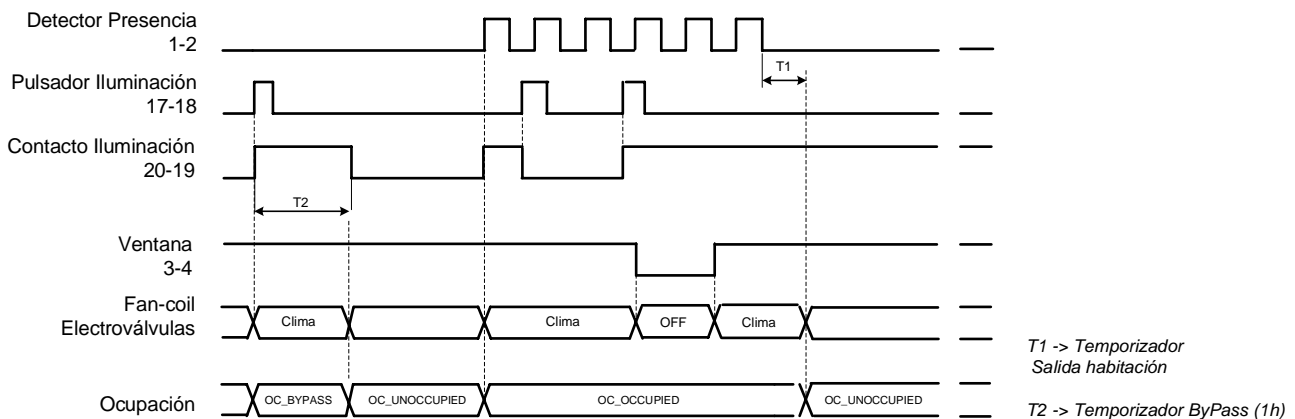 Detector Presencia
1-2
T1
Pulsador Iluminación
17-18
Contacto Iluminación
20-19
T2
Ventana
3-4
Fan-coil
Electroválvulas
Clima
Clima
OFF
Clima
T1 -> Temporizador
Salida habitación
Ocupación
OC_BYPASS
OC_UNOCCUPIED
OC_OCCUPIED
OC_UNOCCUPIED
T2 -> Temporizador ByPass (1h)